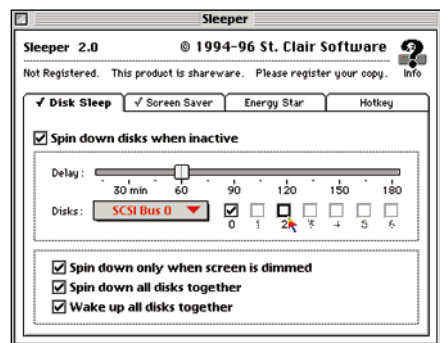 Sleeper
Sleeper 2.0 © 1994-96 St. Clair Software
Not Registered. This product is shareware. Please register your copy. Info
√ Disk Sleep √ Screen Saver Energy Star Hotkey
Spin down disks when inactive
Delay:
30 min 60 90 120 150 180
Disks: SCSI Bus 0
0 1 2 3 4 5 6
Spin down only when screen is dimmed
Spin down all disks together
Wake up all disks together